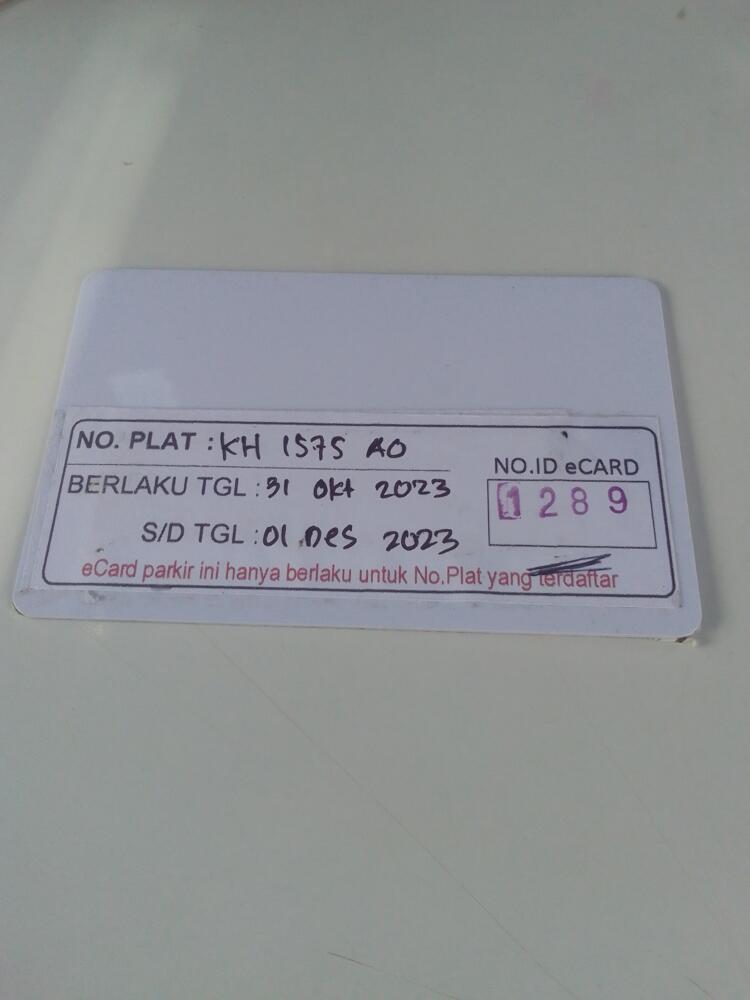 NO. PLAT : KH 1575 AO
BERLAKU TGL : 31 Okt 2023
S/D TGL : 01 Des 2023
NO.ID eCARD
1289
eCard parkir ini hanya berlaku untuk No.Plat yang terdaftar